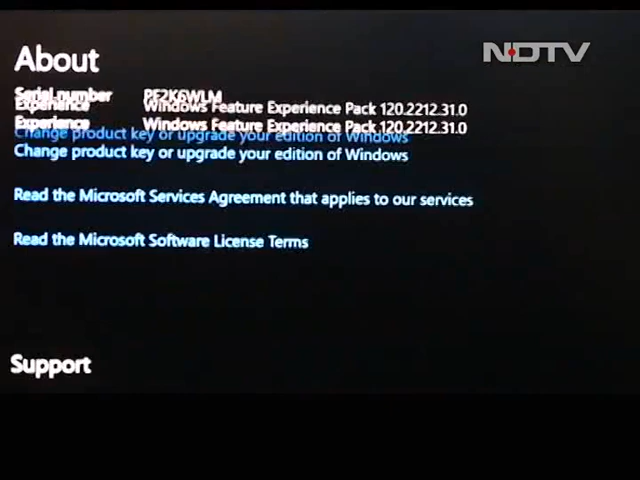 NDTV
About
Serial number PF2K6WLM
Experience Windows Feature Experience Pack 120.2212.31.0
Experience Windows Feature Experience Pack 120.2212.31.0
Change product key or upgrade your edition of Windows
Change product key or upgrade your edition of Windows
Read the Microsoft Services Agreement that applies to our services
Read the Microsoft Software License Terms
Support